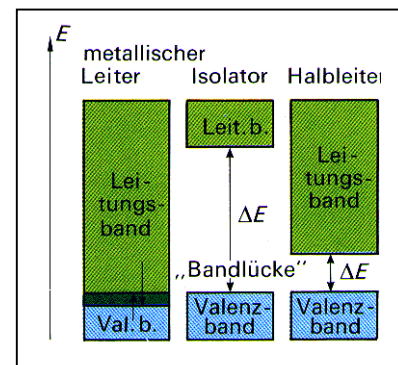 E
metallischer
Leiter
Isolator
Halbleiter
Leit.b.
Lei-
tungs-
band
Lei-
tungs-
band
ΔE
„Bandlücke"
ΔE
Val.b.
Valenz-
band
Valenz-
band